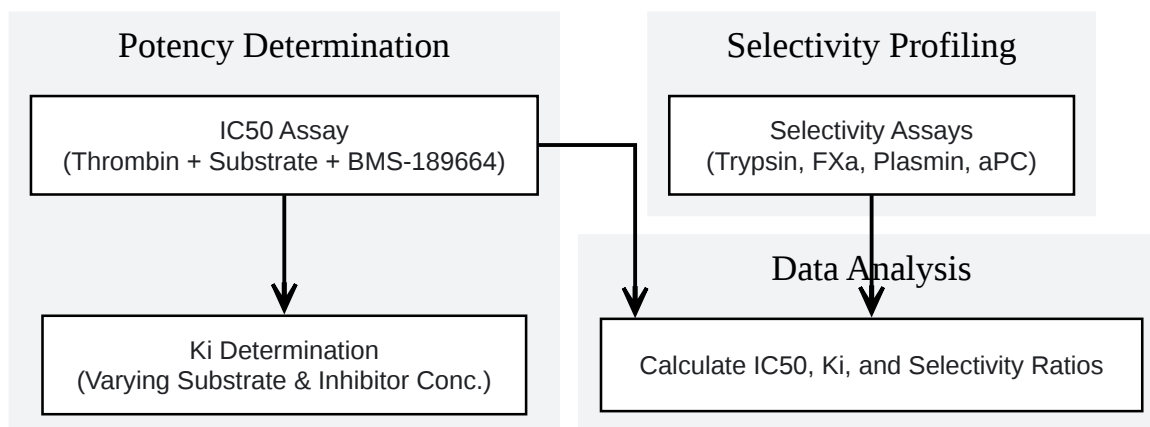 Potency Determination
IC50 Assay
(Thrombin + Substrate + BMS-189664)
Ki Determination
(Varying Substrate & Inhibitor Conc.)
Selectivity Profiling
Selectivity Assays
(Trypsin, FXa, Plasmin, aPC)
Data Analysis
Calculate IC50, Ki, and Selectivity Ratios